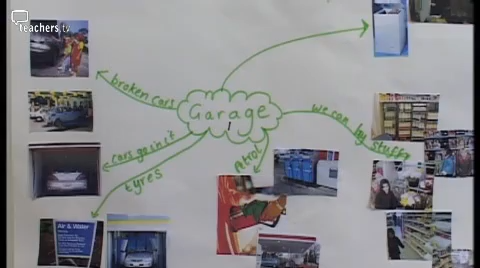 teachers.tv
broken cars
Garage
we can buy stuff
cars go in it
Petrol
tyres
Air & Water